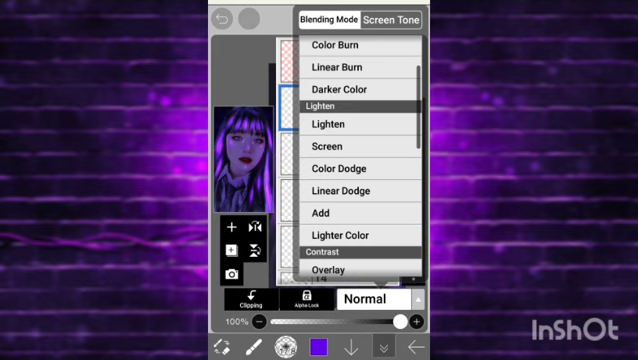 Blending Mode Screen Tone
Color Burn
Linear Burn
Darker Color
Lighten
Lighten
Screen
Color Dodge
Linear Dodge
Add
Lighter Color
Contrast
Overlay
Clipping
Alpha Lock
Normal
100%
InShOt